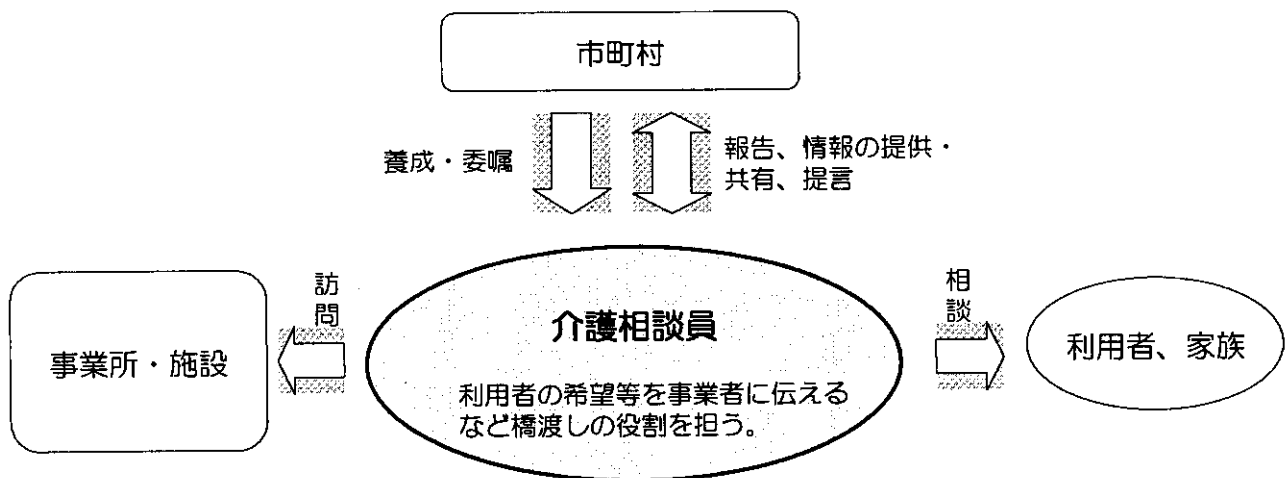 市町村
養成・委嘱
報告、情報の提供・
共有、提言
訪問
相談
介護相談員
利用者の希望等を事業者に伝える
など橋渡しの役割を担う。
事業所・施設
利用者、家族